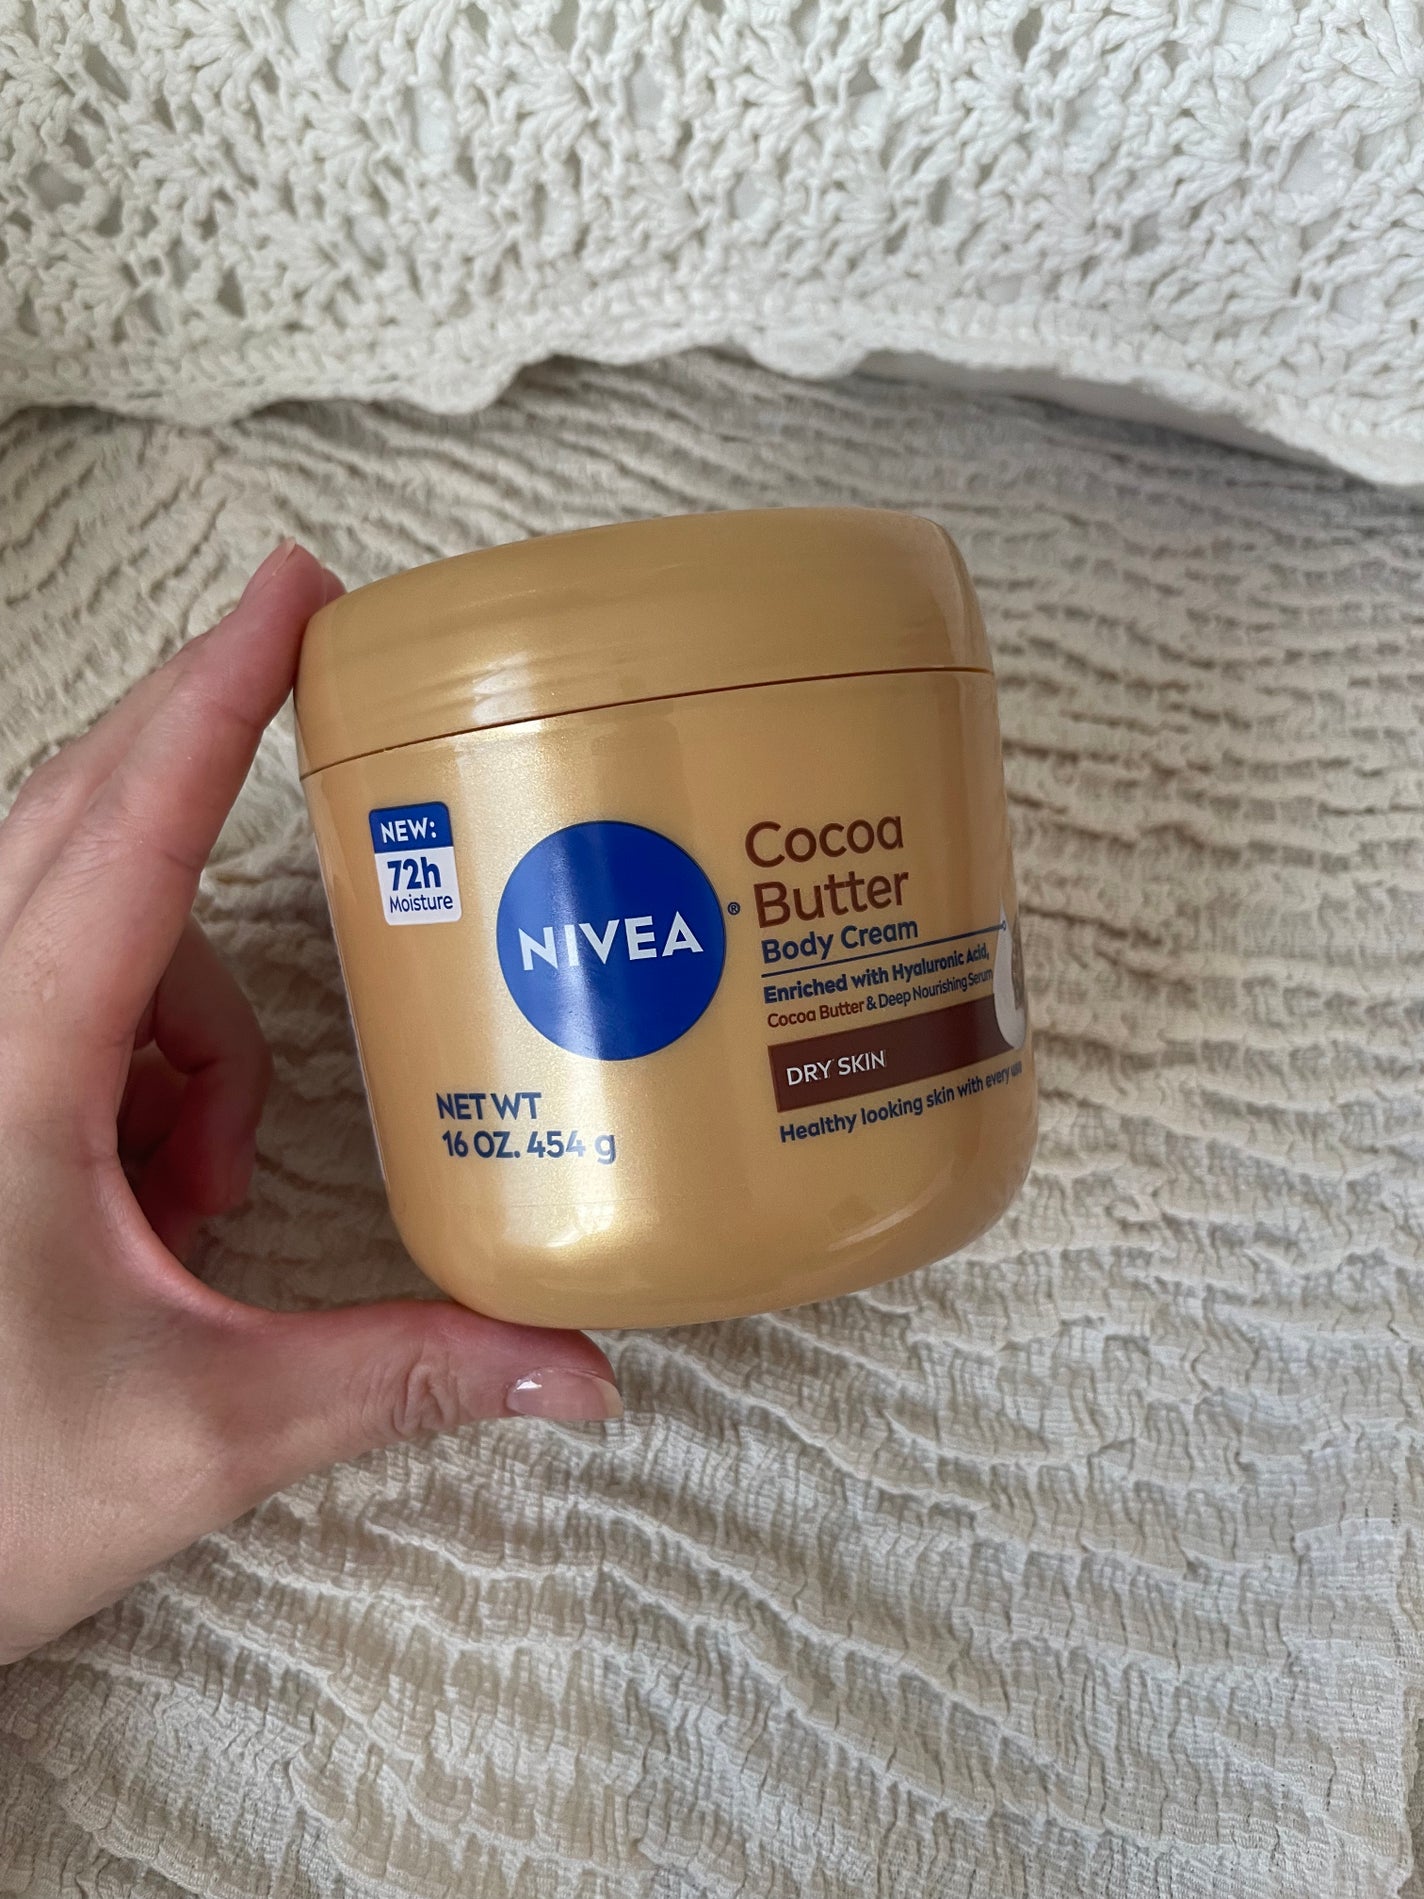 NEW:
72h
Moisture
NIVEA®
Cocoa
Butter
Body Cream
Enriched with Hyaluronic Acid,
Cocoa Butter & Deep Nourishing Serum
DRY SKIN
Healthy looking skin with every use
NET WT
16 OZ. 454 g